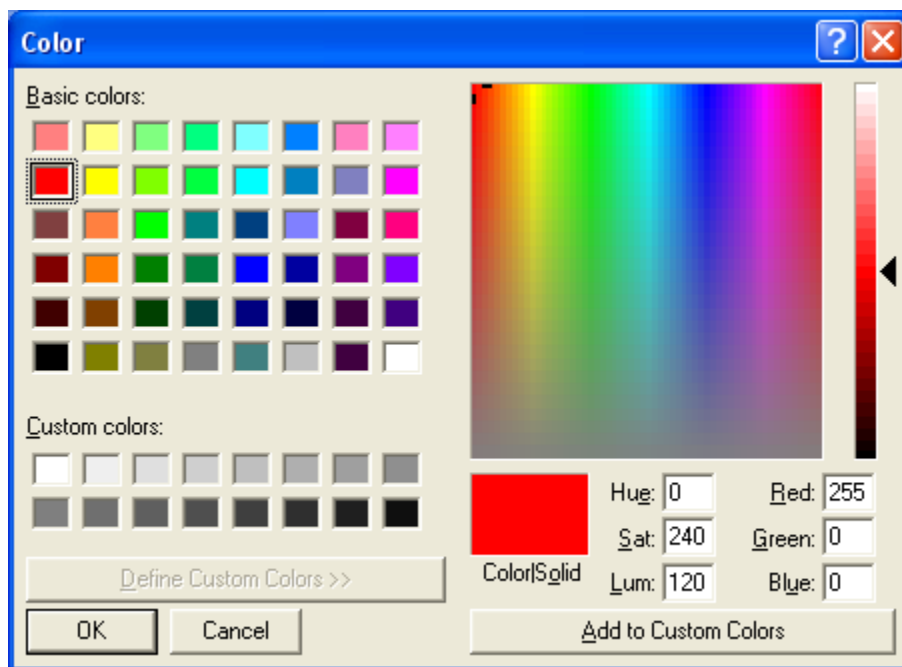 Color
Basic colors:
Custom colors:
Define Custom Colors >>
OK Cancel
Color|Solid
Hue: 0 Red: 255
Sat: 240 Green: 0
Lum: 120 Blue: 0
Add to Custom Colors